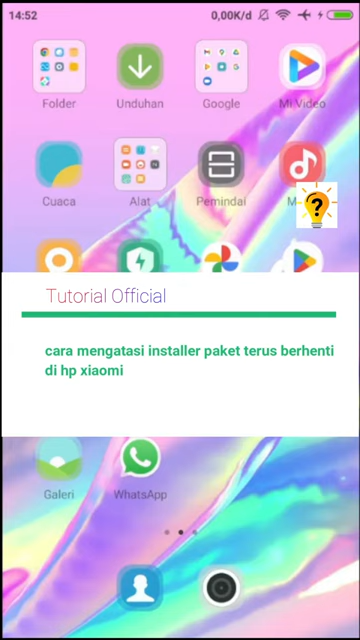 14:52
0,00K/d
Folder
Unduhan
Google
Mi Video
Cuaca
Alat
Pemindai
Tutorial Official
cara mengatasi installer paket terus berhenti
di hp xiaomi
Galeri
WhatsApp